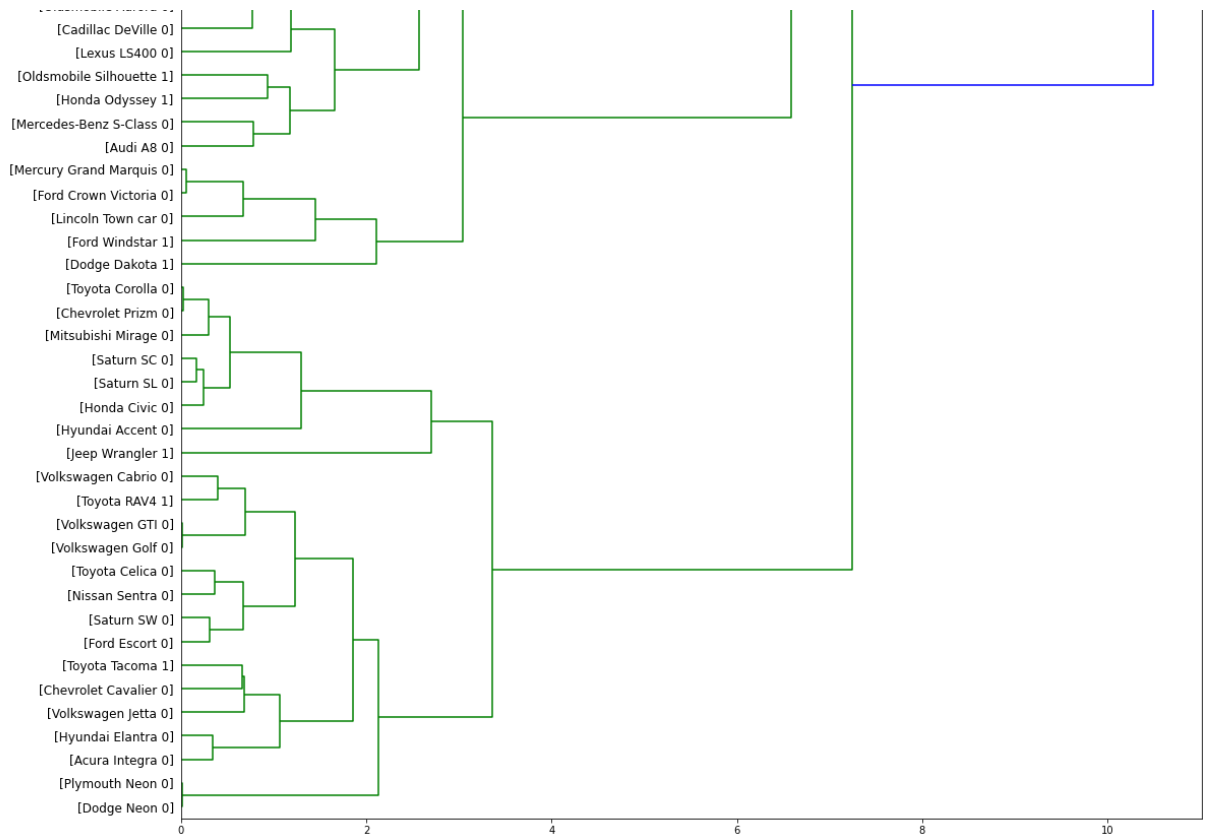 [Cadillac DeVille 0]
[Lexus LS400 0]
[Oldsmobile Silhouette 1]
[Honda Odyssey 1]
[Mercedes-Benz S-Class 0]
[Audi A8 0]
[Mercury Grand Marquis 0]
[Ford Crown Victoria 0]
[Lincoln Town car 0]
[Ford Windstar 1]
[Dodge Dakota 1]
[Toyota Corolla 0]
[Chevrolet Prizm 0]
[Mitsubishi Mirage 0]
[Saturn SC 0]
[Saturn SL 0]
[Honda Civic 0]
[Hyundai Accent 0]
[Jeep Wrangler 1]
[Volkswagen Cabrio 0]
[Toyota RAV4 1]
[Volkswagen GTI 0]
[Volkswagen Golf 0]
[Toyota Celica 0]
[Nissan Sentra 0]
[Saturn SW 0]
[Ford Escort 0]
[Toyota Tacoma 1]
[Chevrolet Cavalier 0]
[Volkswagen Jetta 0]
[Hyundai Elantra 0]
[Acura Integra 0]
[Plymouth Neon 0]
[Dodge Neon 0]
0 2 4 6 8 10